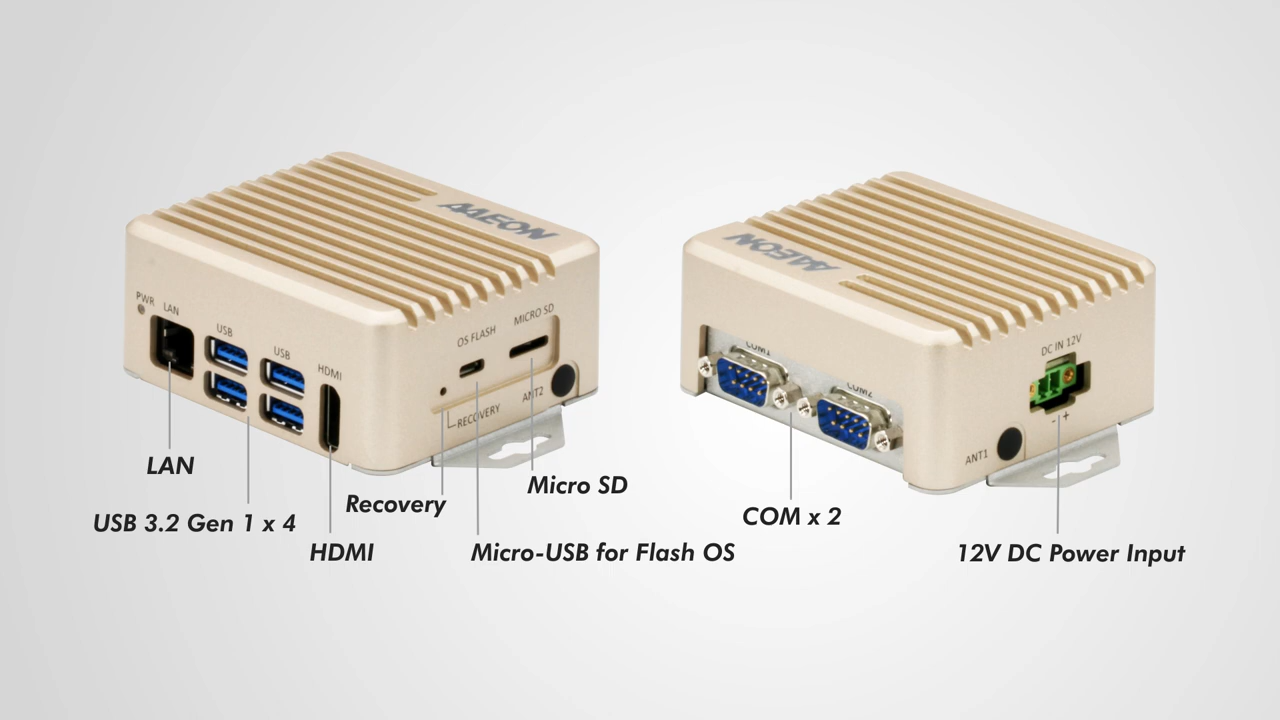 AAEON
PWR
LAN
USB
USB
HDMI
OS FLASH
MICRO SD
ANT2
RECOVERY
LAN
USB 3.2 Gen 1 x 4
HDMI
Recovery
Micro-USB for Flash OS
Micro SD
AAEON
COM1
COM2
DC IN 12V
- +
ANT1
COM x 2
12V DC Power Input